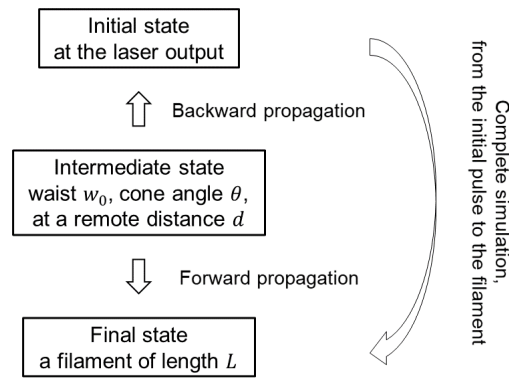 Initial state
at the laser output
Backward propagation
Intermediate state
waist w₀, cone angle θ,
at a remote distance d
Forward propagation
Final state
a filament of length L
Complete simulation,
from the initial pulse to the filament